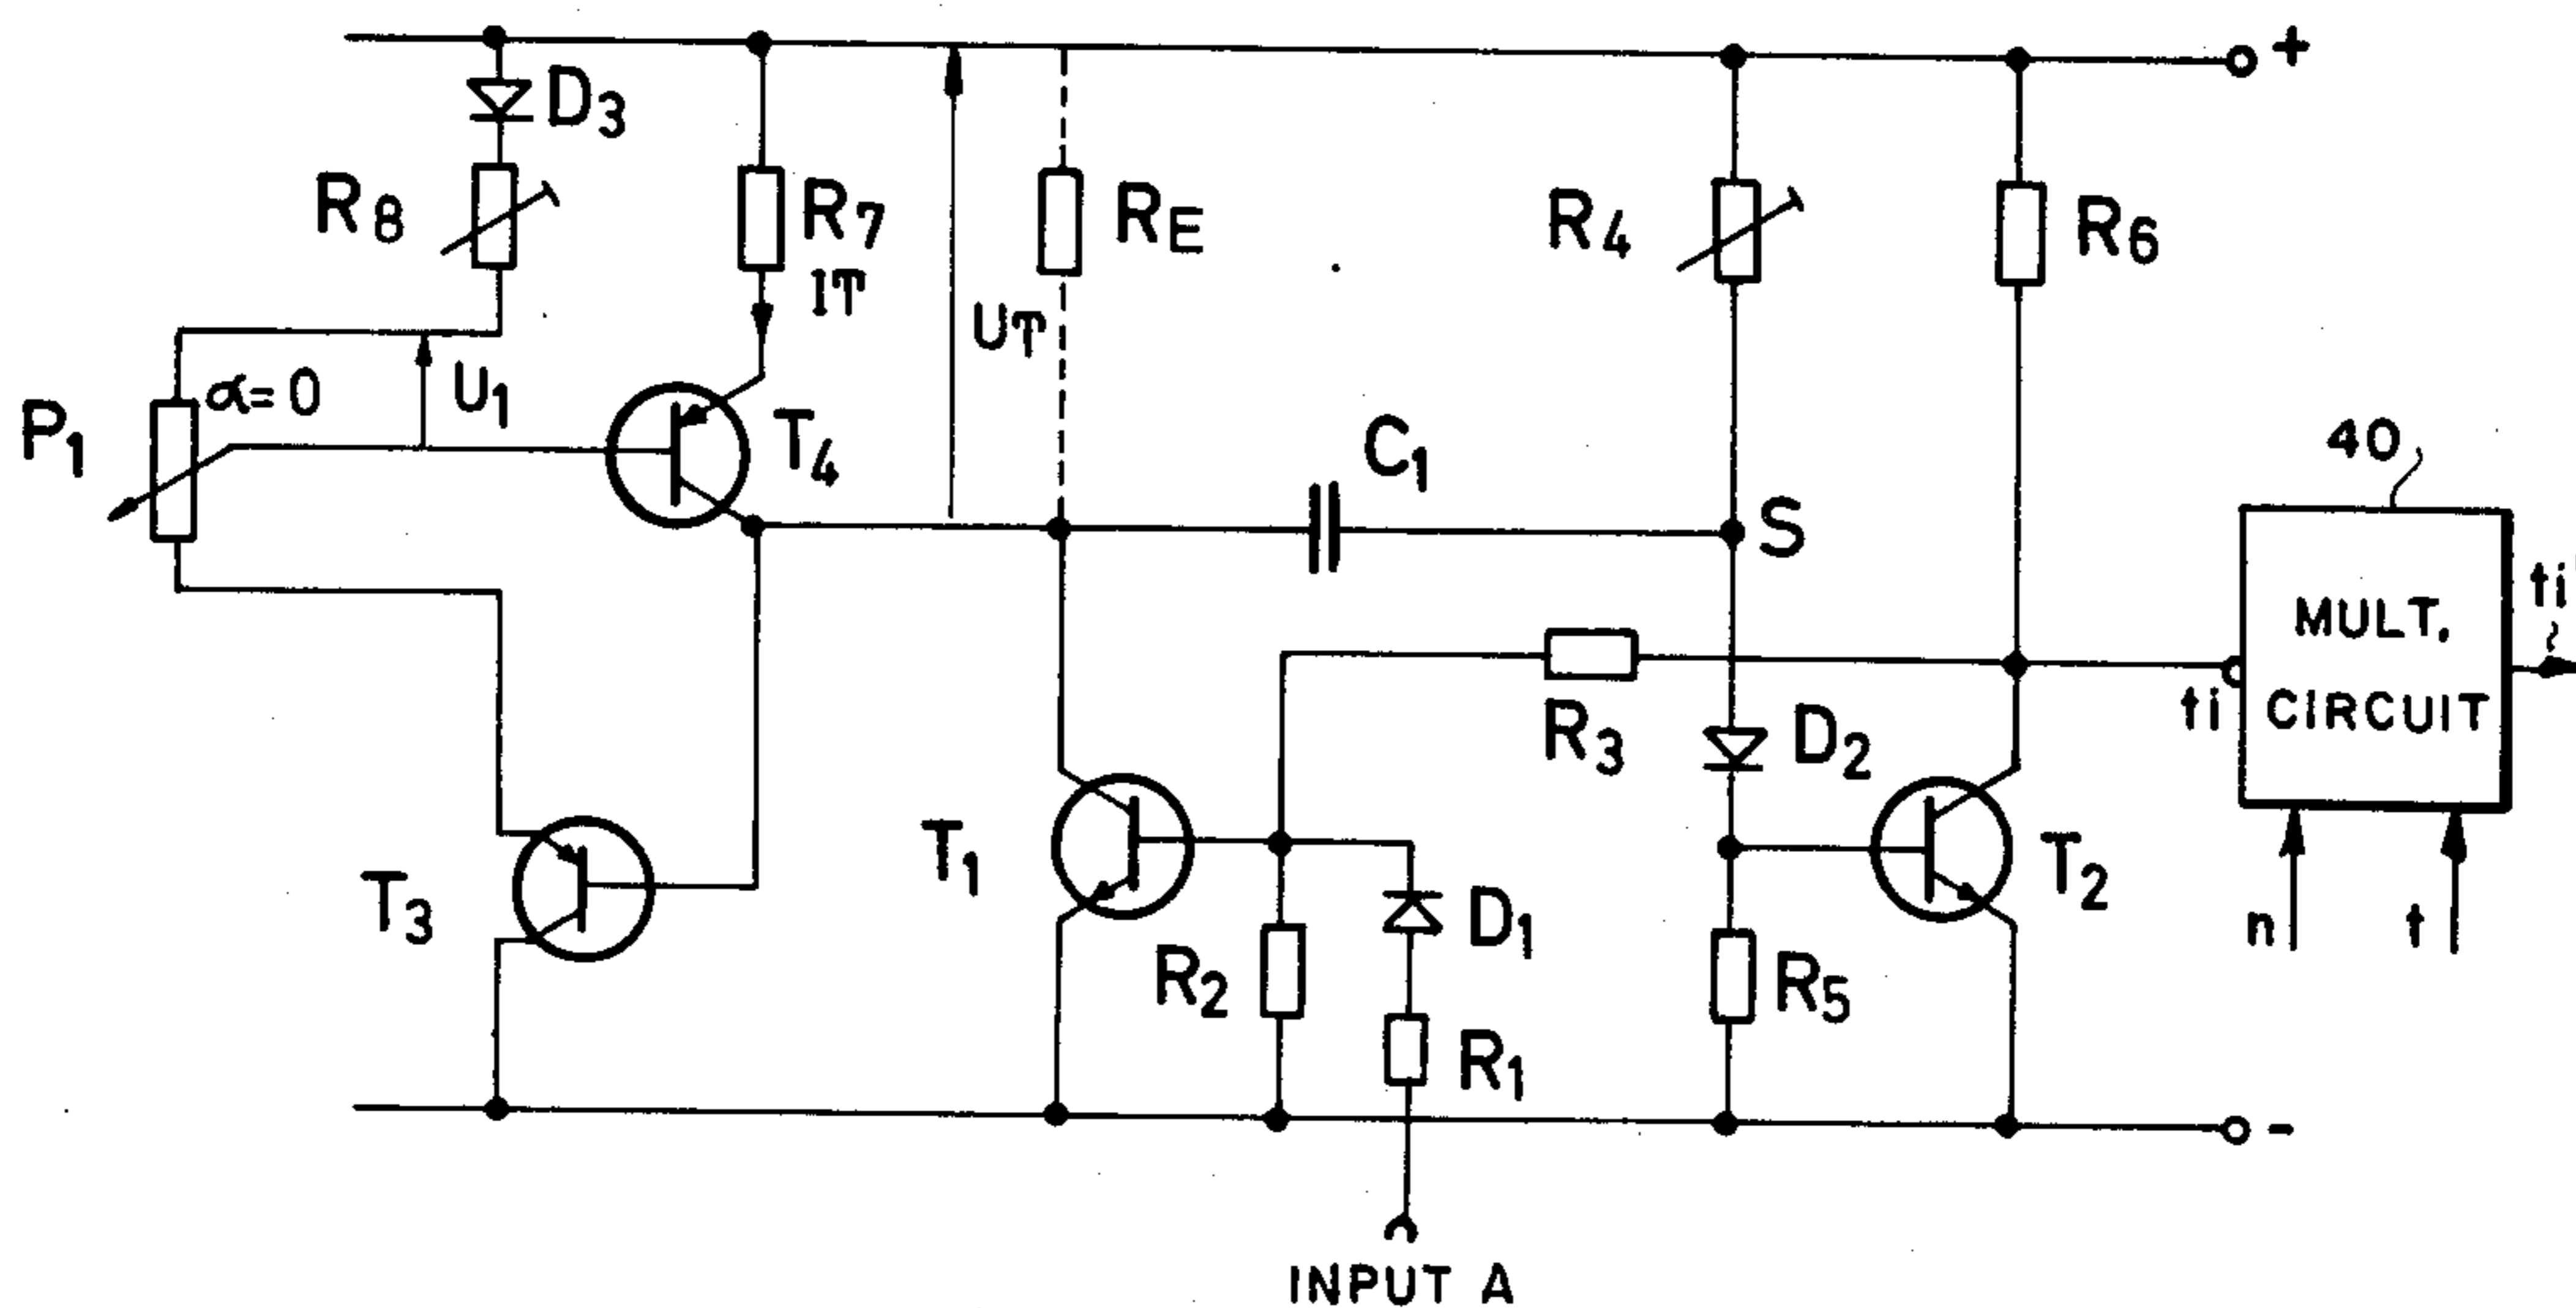 +
D3
R8
R7
IT
RE
R4
R6
UT
α=0
U1
P1
T4
C1
S
40
MULT.
CIRCUIT
ti
ti'
R3
D2
T1
T2
T3
D1
R2
R5
R1
n
t
-
INPUT A